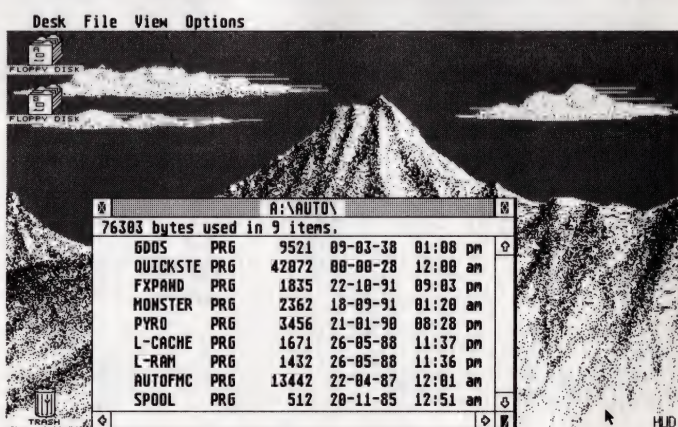 Desk File View Options
FLOPPY DISK
FLOPPY DISK
A:\AUTO\
76303 bytes used in 9 items.
GDOS PRG 9521 09-03-38 01:08 pm
QUICKSTE PRG 42072 00-00-28 12:00 am
FXPAND PRG 1835 22-10-91 09:03 pm
MONSTER PRG 2362 18-09-91 01:20 am
PYRO PRG 3456 21-01-90 08:28 pm
L-CACHE PRG 1671 26-05-88 11:37 pm
L-RAM PRG 1432 26-05-88 11:36 pm
AUTOFMC PRG 13442 22-04-87 12:01 am
SPOOL PRG 512 20-11-85 12:51 am
TRASH
HUD